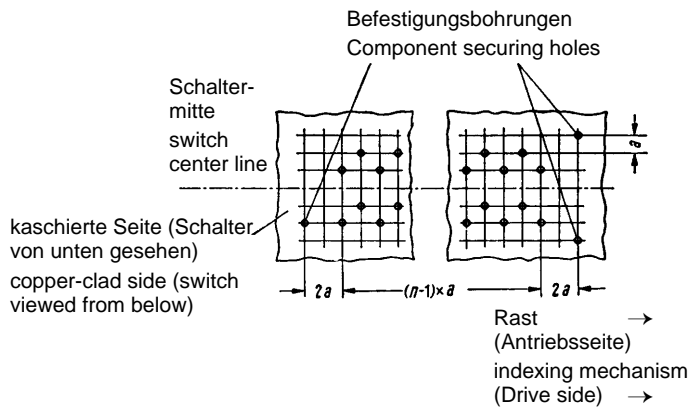 Befestigungsbohrungen
Component securing holes
Schalter-
mitte
switch
center line
a
kaschierte Seite (Schalter
von unten gesehen)
copper-clad side (switch
viewed from below)
2a
(n-1)×a
2a
Rast →
(Antriebsseite)
indexing mechanism
(Drive side) →